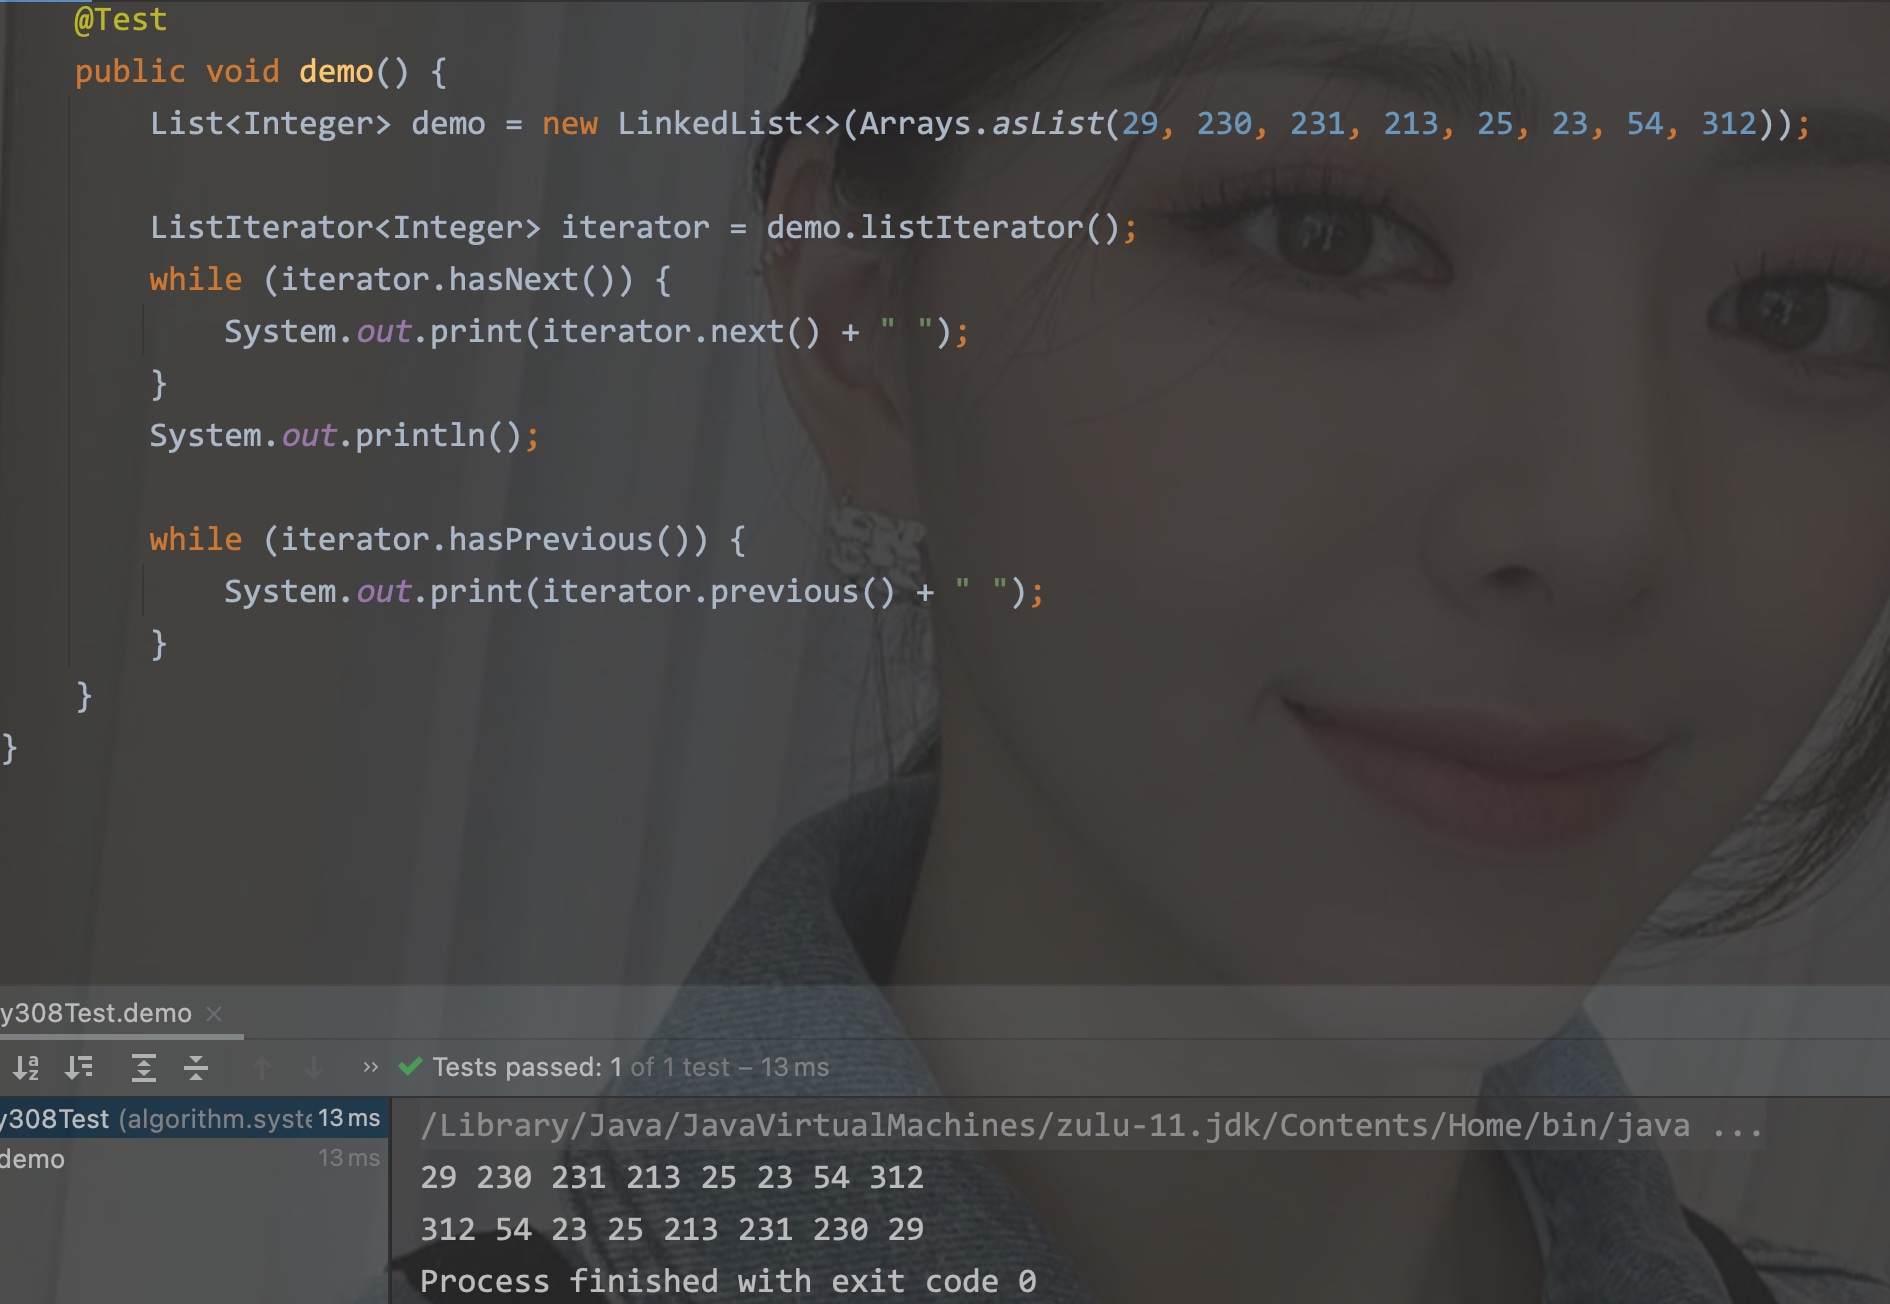 @Test
public void demo() {
List<Integer> demo = new LinkedList<>(Arrays.asList(29, 230, 231, 213, 25, 23, 54, 312));
ListIterator<Integer> iterator = demo.listIterator();
while (iterator.hasNext()) {
System.out.print(iterator.next() + " ");
}
System.out.println();
while (iterator.hasPrevious()) {
System.out.print(iterator.previous() + " ");
}
}
}
y308Test.demo
Tests passed: 1 of 1 test – 13 ms
y308Test (algorithm.syste 13 ms
demo 13 ms
/Library/Java/JavaVirtualMachines/zulu-11.jdk/Contents/Home/bin/java ...
29 230 231 213 25 23 54 312
312 54 23 25 213 231 230 29
Process finished with exit code 0